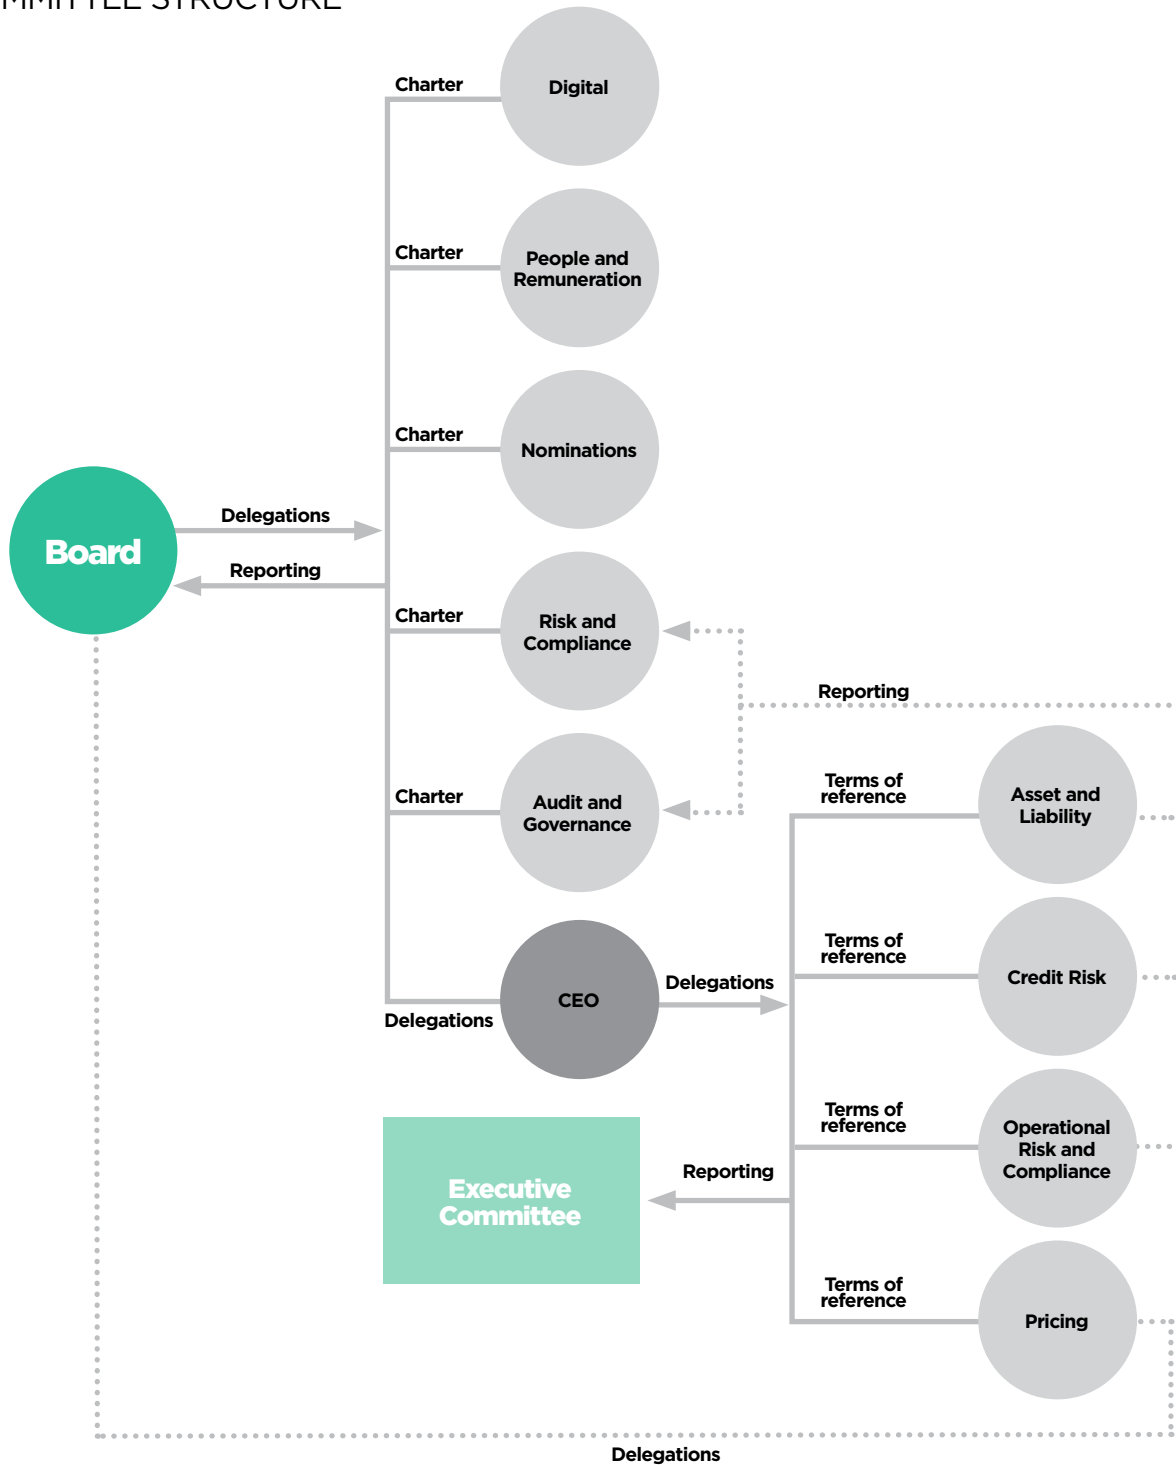 MMITTEE STRUCTURE
Charter
Digital
Charter
People and
Remuneration
Charter
Nominations
Delegations
Board
Reporting
Charter
Risk and
Compliance
Reporting
Charter
Audit and
Governance
Terms of
reference
Asset and
Liability
Terms of
reference
Credit Risk
Delegations
CEO
Delegations
Terms of
reference
Operational
Risk and
Compliance
Reporting
Executive
Committee
Terms of
reference
Pricing
Delegations